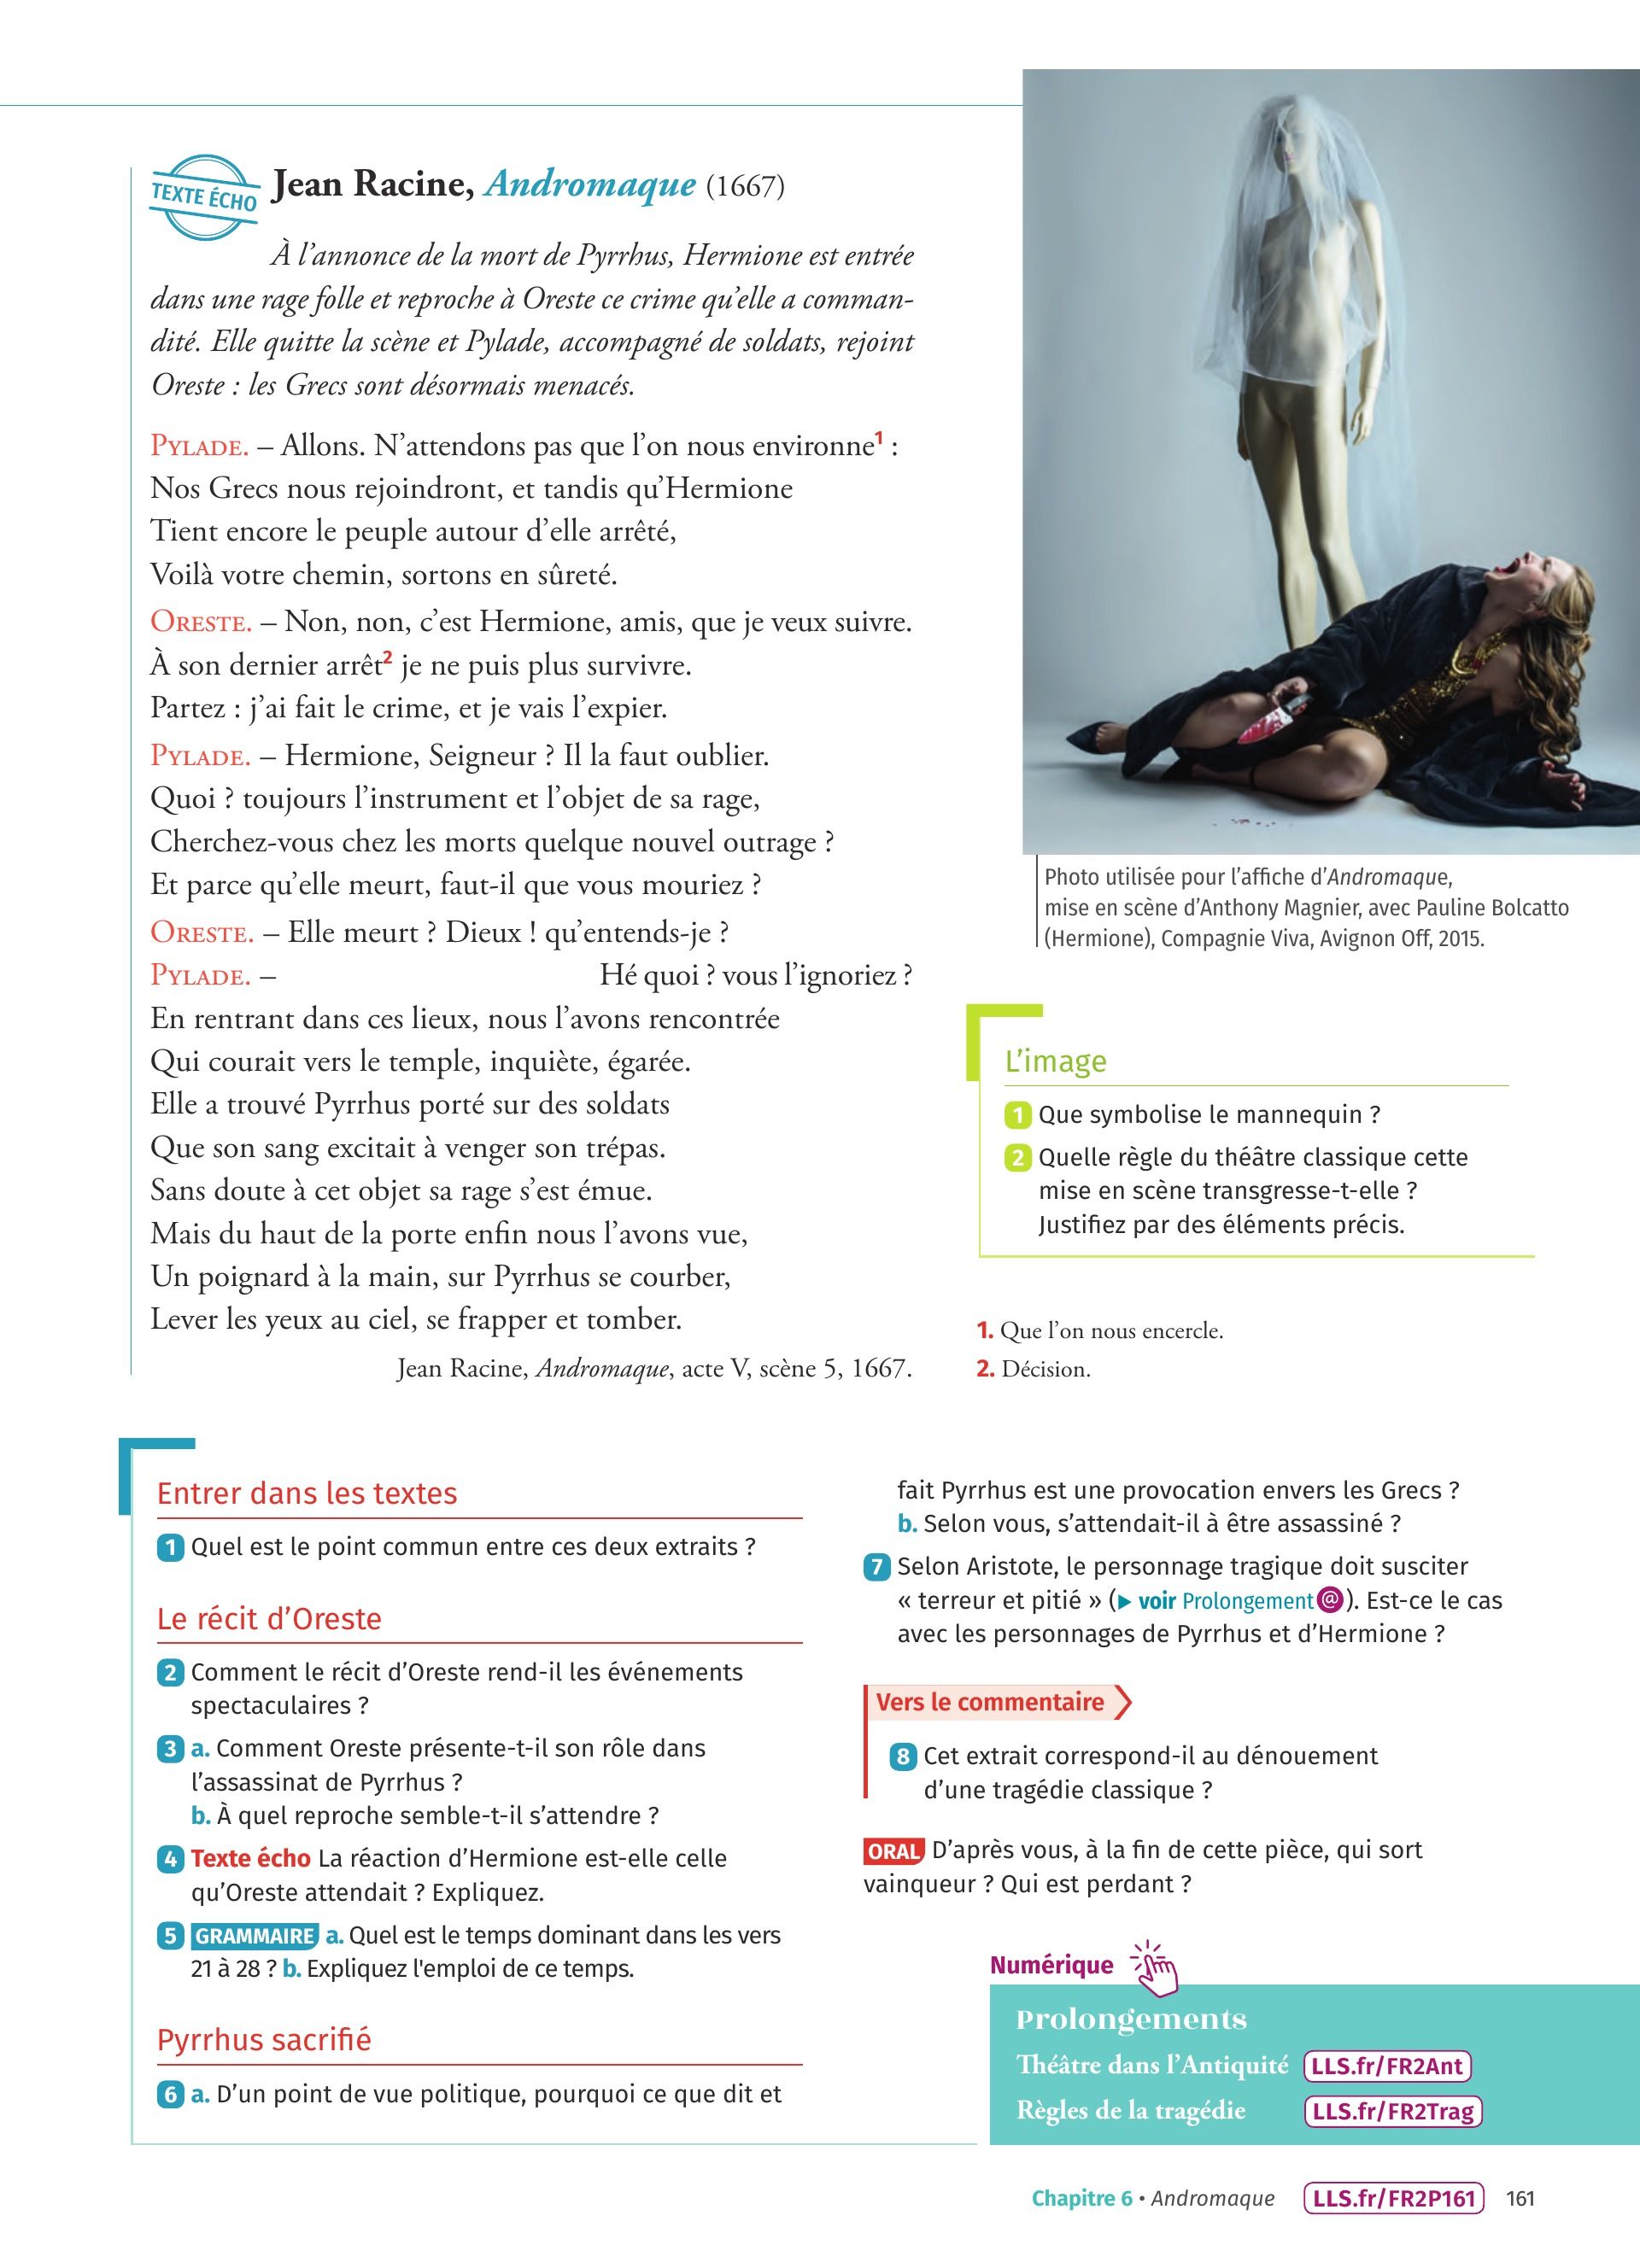 TEXTE ÉCHO
Jean Racine, Andromaque (1667)
À l’annonce de la mort de Pyrrhus, Hermione est entrée
dans une rage folle et reproche à Oreste ce crime qu’elle a comman-
dité. Elle quitte la scène et Pylade, accompagné de soldats, rejoint
Oreste : les Grecs sont désormais menacés.
PYLADE. – Allons. N’attendons pas que l’on nous environne1 :
Nos Grecs nous rejoindront, et tandis qu’Hermione
Tient encore le peuple autour d’elle arrêté,
Voilà votre chemin, sortons en sûreté.
ORESTE. – Non, non, c’est Hermione, amis, que je veux suivre.
À son dernier arrêt2 je ne puis plus survivre.
Partez : j’ai fait le crime, et je vais l’expier.
PYLADE. – Hermione, Seigneur ? Il la faut oublier.
Quoi ? toujours l’instrument et l’objet de sa rage,
Cherchez-vous chez les morts quelque nouvel outrage ?
Et parce qu’elle meurt, faut-il que vous mouriez ?
ORESTE. – Elle meurt ? Dieux ! qu’entends-je ?
PYLADE. – Hé quoi ? vous l’ignoriez ?
En rentrant dans ces lieux, nous l’avons rencontrée
Qui courait vers le temple, inquiète, égarée.
Elle a trouvé Pyrrhus porté sur des soldats
Que son sang excitait à venger son trépas.
Sans doute à cet objet sa rage s’est émue.
Mais du haut de la porte enfin nous l’avons vue,
Un poignard à la main, sur Pyrrhus se courber,
Lever les yeux au ciel, se frapper et tomber.
Jean Racine, Andromaque, acte V, scène 5, 1667.
Photo utilisée pour l’affiche d’Andromaque,
mise en scène d’Anthony Magnier, avec Pauline Bolcatto
(Hermione), Compagnie Viva, Avignon Off, 2015.
L’image
1 Que symbolise le mannequin ?
2 Quelle règle du théâtre classique cette
mise en scène transgresse-t-elle ?
Justifiez par des éléments précis.
1. Que l’on nous encercle.
2. Décision.
Entrer dans les textes
1 Quel est le point commun entre ces deux extraits ?
Le récit d’Oreste
2 Comment le récit d’Oreste rend-il les événements
spectaculaires ?
3 a. Comment Oreste présente-t-il son rôle dans
l’assassinat de Pyrrhus ?
b. À quel reproche semble-t-il s’attendre ?
4 Texte écho La réaction d’Hermione est-elle celle
qu’Oreste attendait ? Expliquez.
5 GRAMMAIRE a. Quel est le temps dominant dans les vers
21 à 28 ? b. Expliquez l'emploi de ce temps.
Pyrrhus sacrifié
6 a. D’un point de vue politique, pourquoi ce que dit et
fait Pyrrhus est une provocation envers les Grecs ?
b. Selon vous, s’attendait-il à être assassiné ?
7 Selon Aristote, le personnage tragique doit susciter
« terreur et pitié » (▶ voir Prolongement @). Est-ce le cas
avec les personnages de Pyrrhus et d’Hermione ?
Vers le commentaire
8 Cet extrait correspond-il au dénouement
d’une tragédie classique ?
ORAL D’après vous, à la fin de cette pièce, qui sort
vainqueur ? Qui est perdant ?
Numérique
Prolongements
Théâtre dans l’Antiquité LLS.fr/FR2Ant
Règles de la tragédie LLS.fr/FR2Trag
Chapitre 6 • Andromaque LLS.fr/FR2P161 161